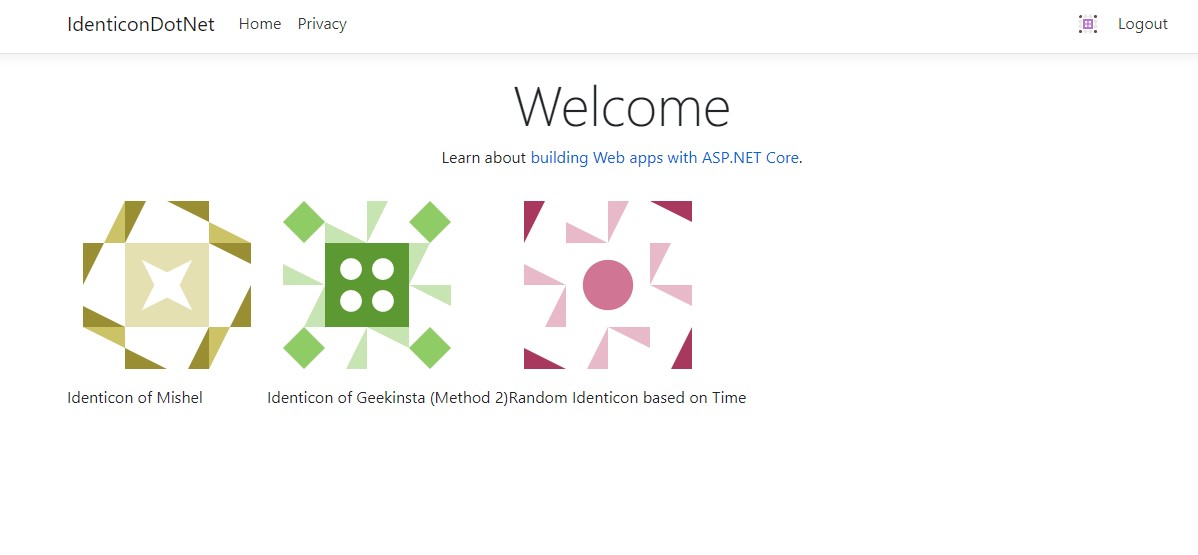 IdenticonDotNet Home Privacy Logout
Welcome
Learn about building Web apps with ASP.NET Core.
Identicon of Mishel Identicon of Geekinsta (Method 2)Random Identicon based on Time